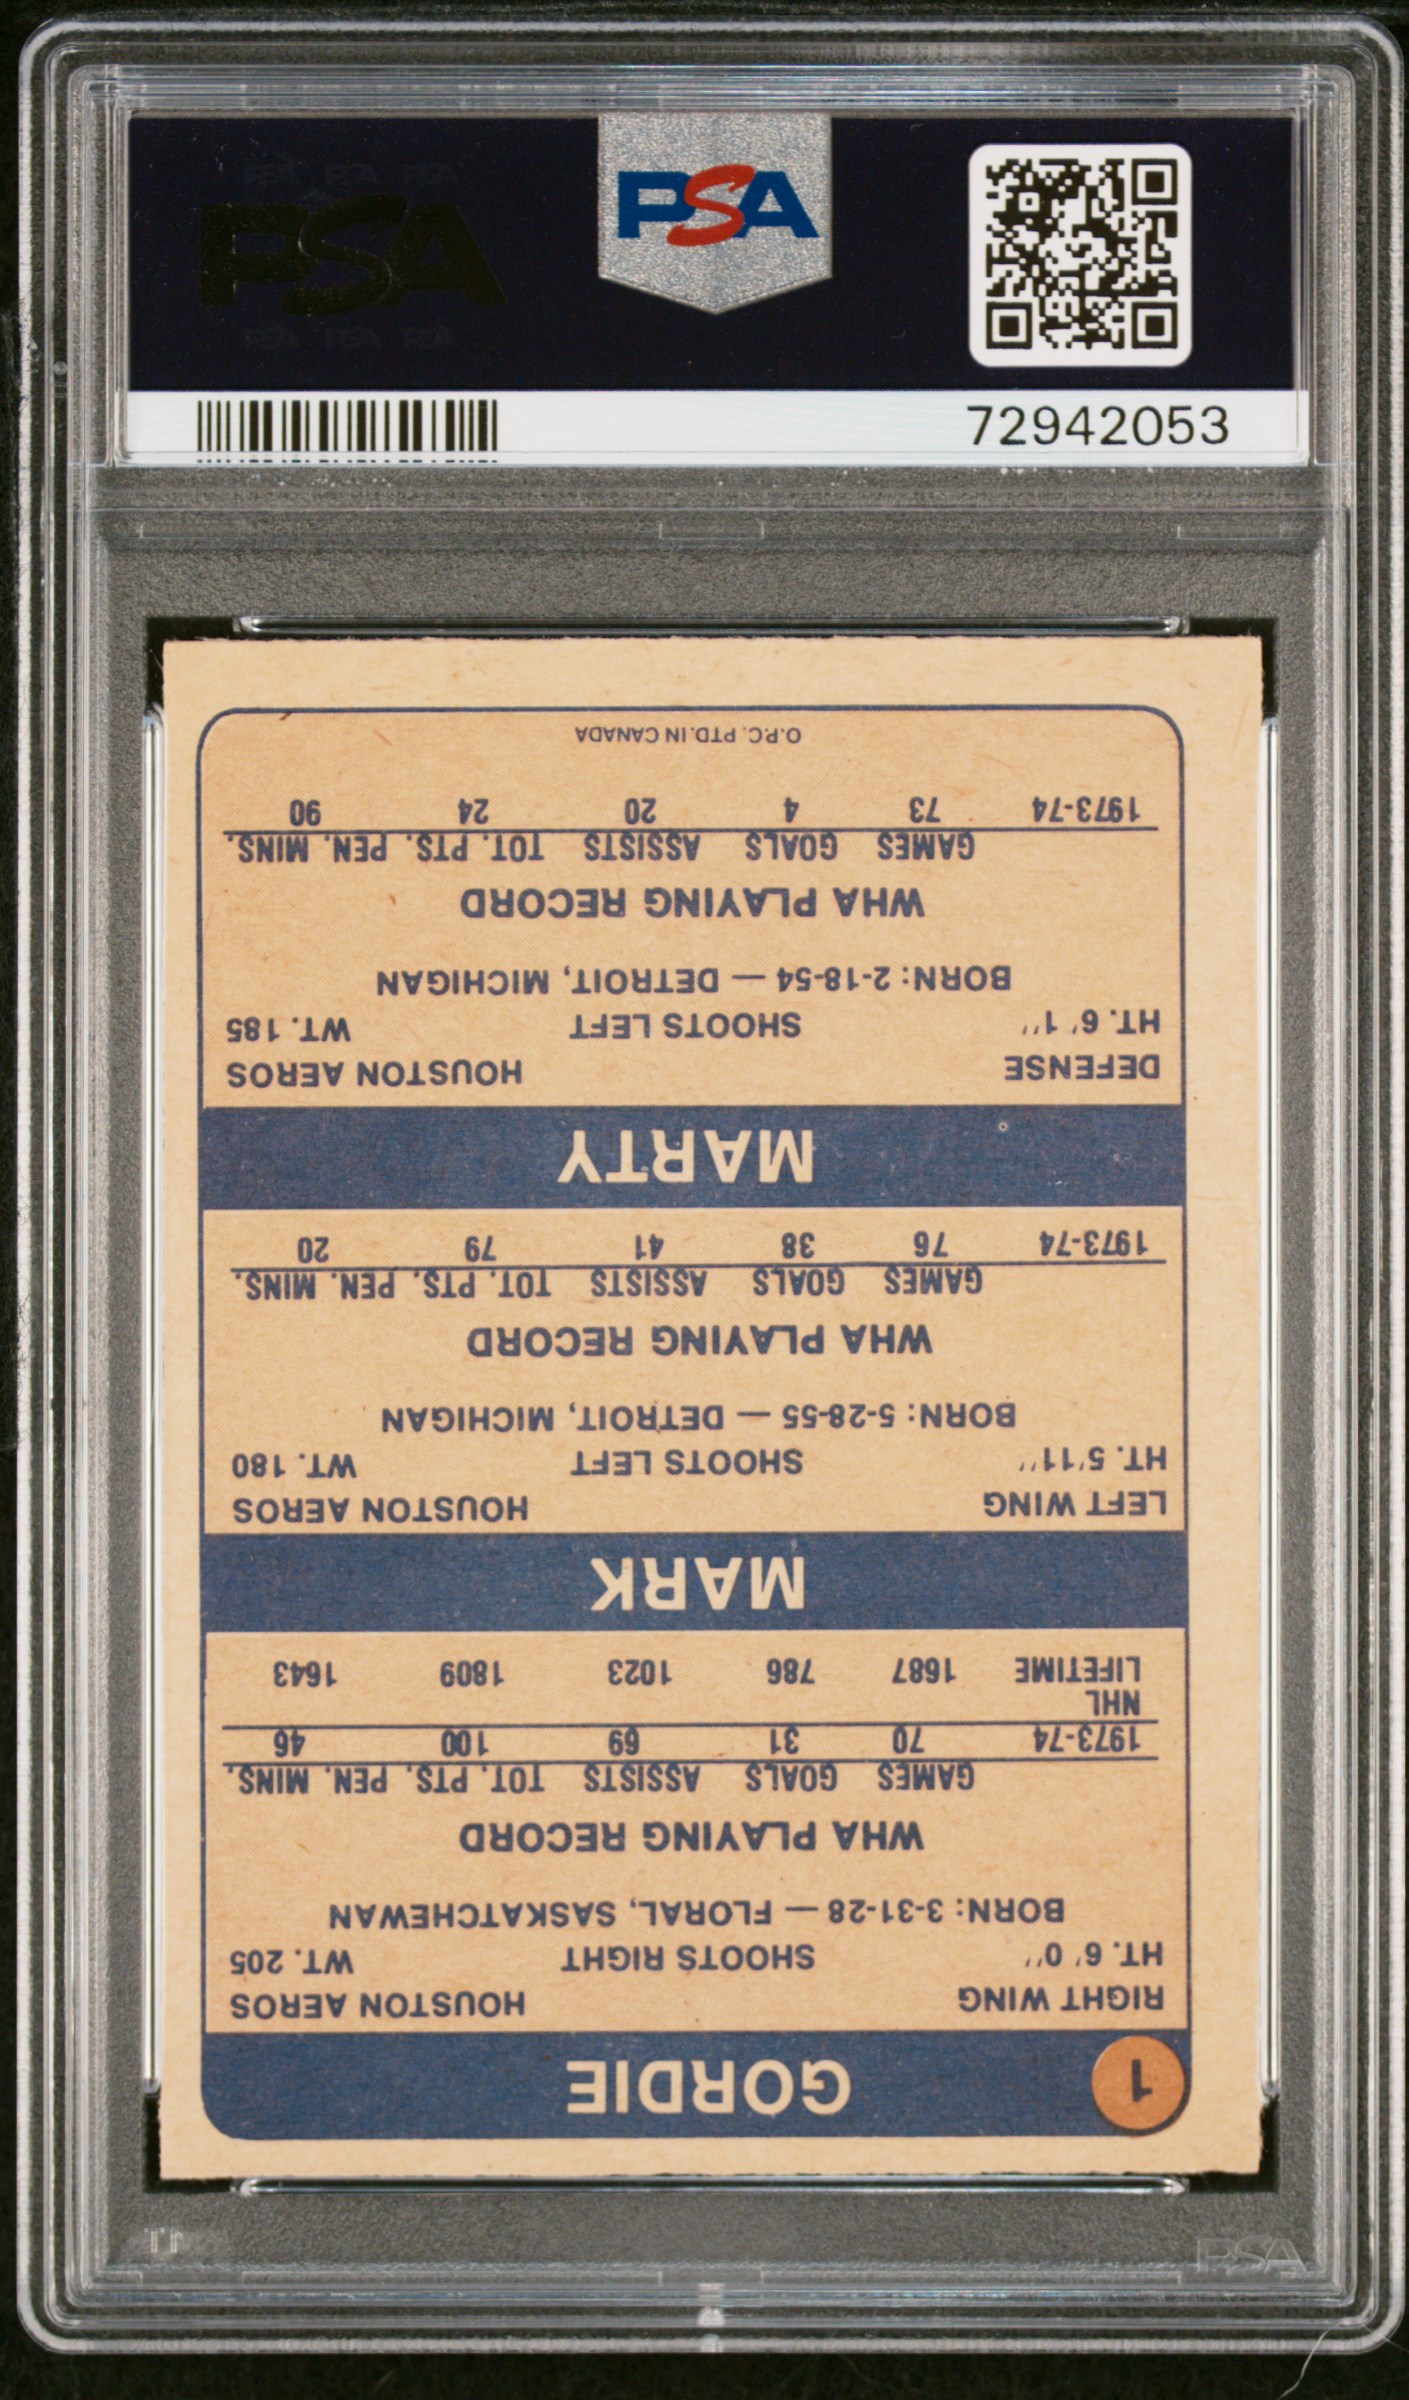 PSA
PSA
72942053
1
GORDIE
RIGHT WING HOUSTON AEROS
HT. 6' 0" SHOOTS RIGHT WT. 205
BORN: 3-31-28 — FLORAL, SASKATCHEWAN
WHA PLAYING RECORD
GAMES GOALS ASSISTS TOT. PTS. PEN. MINS.
1973-74 70 31 69 100 46
NHL
LIFETIME 1687 786 1023 1809 1643
MARK
LEFT WING HOUSTON AEROS
HT. 5'11" SHOOTS LEFT WT. 180
BORN: 5-28-55 — DETROIT, MICHIGAN
WHA PLAYING RECORD
GAMES GOALS ASSISTS TOT. PTS. PEN. MINS.
1973-74 76 38 41 79 20
MARTY
DEFENSE HOUSTON AEROS
HT. 6' 1" SHOOTS LEFT WT. 185
BORN: 2-18-54 — DETROIT, MICHIGAN
WHA PLAYING RECORD
GAMES GOALS ASSISTS TOT. PTS. PEN. MINS.
1973-74 73 4 20 24 90
O.P.C. PTD. IN CANADA
PSA